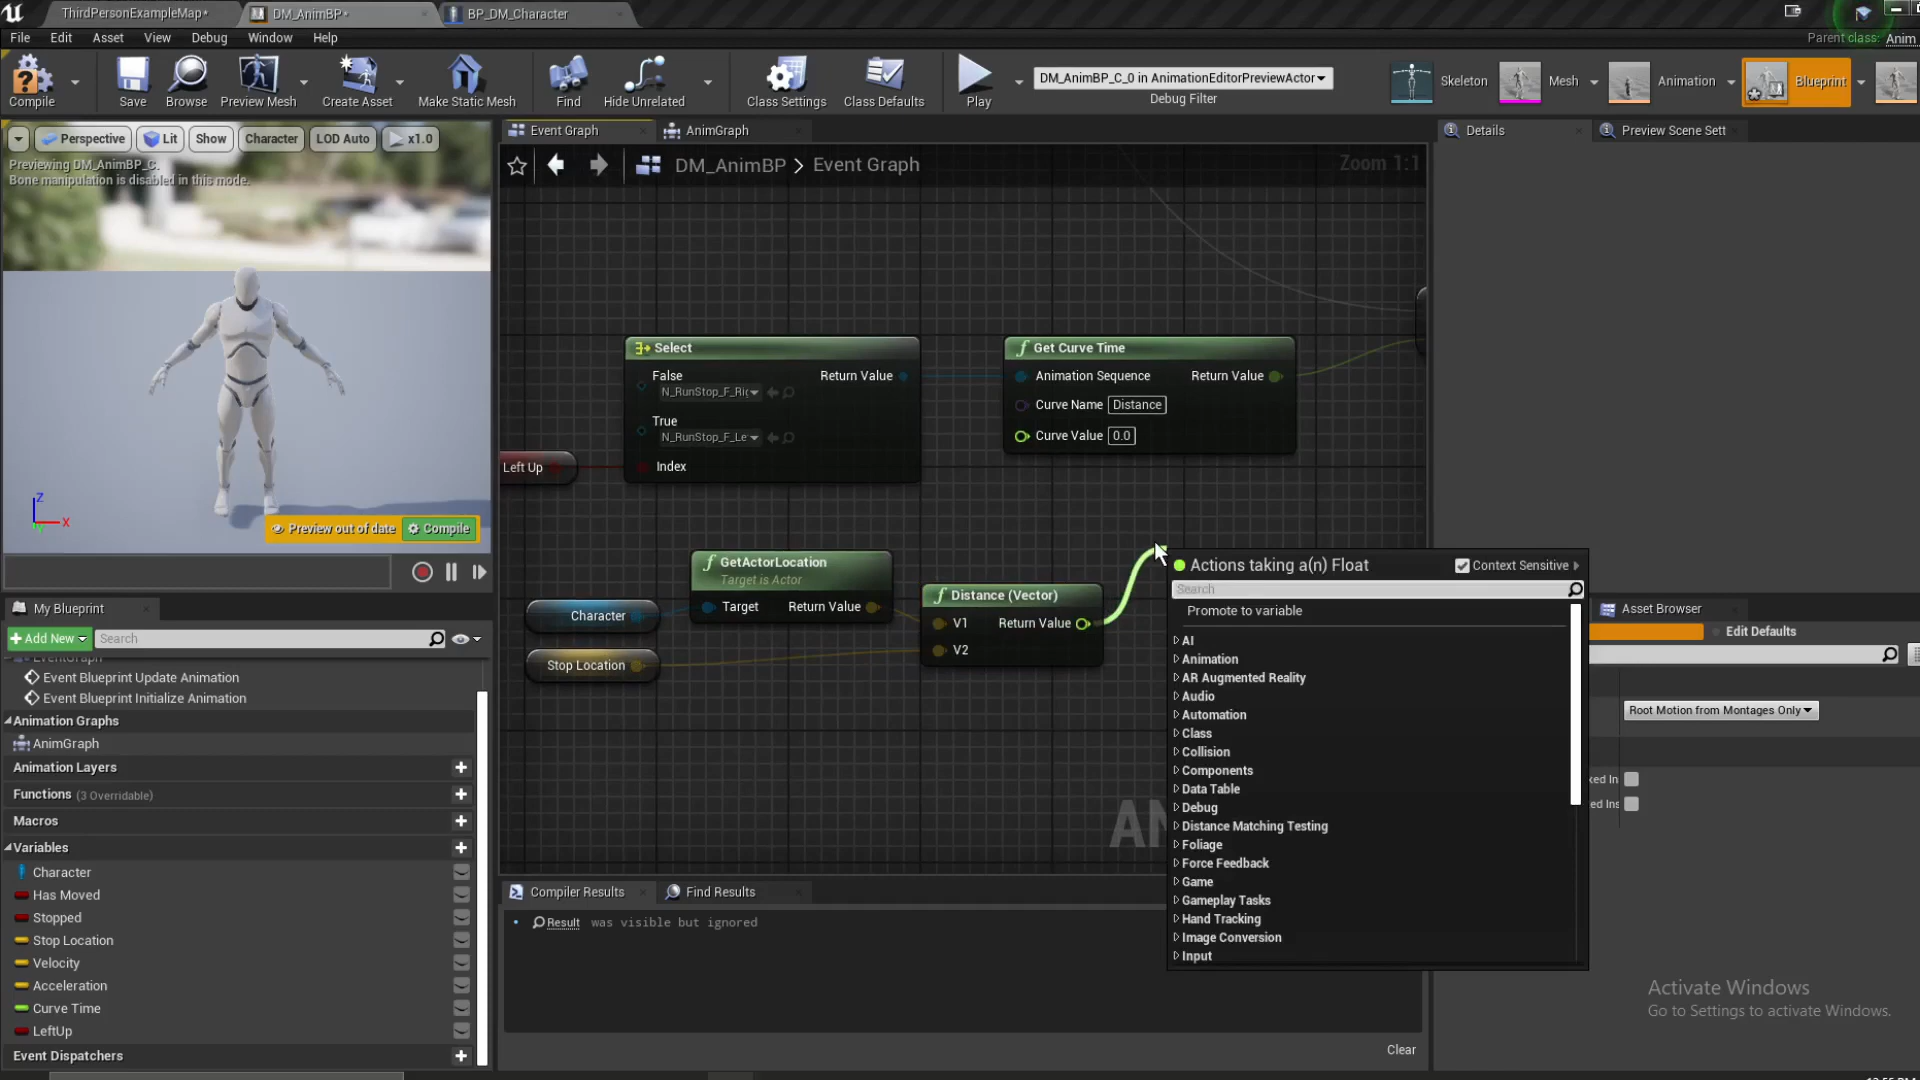 ThirdPersonExampleMap*
DM_AnimBP*
BP_DM_Character
File Edit Asset View Debug Window Help
Parent class: Anim
Compile
Save
Browse
Preview Mesh
Create Asset
Make Static Mesh
Find
Hide Unrelated
Class Settings
Class Defaults
Play
DM_AnimBP_C_0 in AnimationEditorPreviewActor
Debug Filter
Skeleton
Mesh
Animation
Blueprint
Perspective Lit Show Character LOD Auto x1.0
Previewing DM_AnimBP_C.
Bone manipulation is disabled in this mode.
Z
X
Preview out of date
Compile
Event Graph
AnimGraph
DM_AnimBP > Event Graph
Zoom 1:1
Select
False
N_RunStop_F_Rig
True
N_RunStop_F_Le
Index
Return Value
Left Up
Get Curve Time
Animation Sequence
Return Value
Curve Name Distance
Curve Value 0.0
GetActorLocation
Target is Actor
Target
Return Value
Character
Stop Location
Distance (Vector)
V1
Return Value
V2
AN
Actions taking a(n) Float
Context Sensitive
Search
Promote to variable
AI
Animation
AR Augmented Reality
Audio
Automation
Class
Collision
Components
Data Table
Debug
Distance Matching Testing
Foliage
Force Feedback
Game
Gameplay Tasks
Hand Tracking
Image Conversion
Input
Details
Preview Scene Sett
Asset Browser
Edit Defaults
Root Motion from Montages Only
ked In
ed Ins
My Blueprint
Add New
Search
EventGraph
Event Blueprint Update Animation
Event Blueprint Initialize Animation
Animation Graphs
AnimGraph
Animation Layers
Functions (3 Overridable)
Macros
Variables
Character
Has Moved
Stopped
Stop Location
Velocity
Acceleration
Curve Time
LeftUp
Event Dispatchers
Compiler Results
Find Results
Result was visible but ignored
Clear
Activate Windows
Go to Settings to activate Windows.